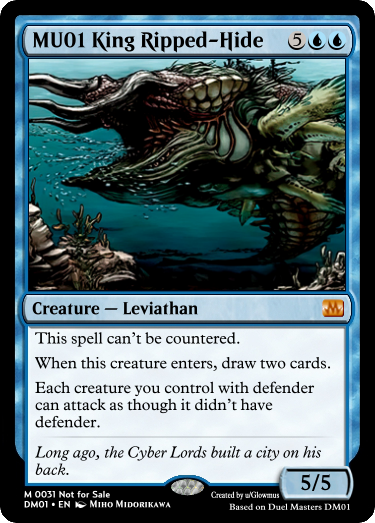 MU01 King Ripped-Hide 5
Creature — Leviathan
This spell can't be countered.
When this creature enters, draw two cards.
Each creature you control with defender
can attack as though it didn't have
defender.
Long ago, the Cyber Lords built a city on his
back.
5/5
M 0031 Not for Sale
DM01 • EN Miho Midorikawa
Created by u/Glowmus
Based on Duel Masters DM01